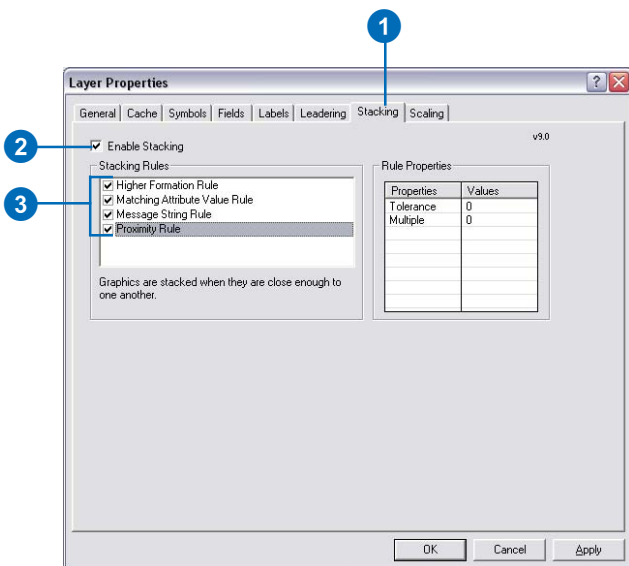 1
Layer Properties
General Cache Symbols Fields Labels Leadering Stacking Scaling
v9.0
2
Enable Stacking
Stacking Rules
3
Higher Formation Rule
Matching Attribute Value Rule
Message String Rule
Proximity Rule
Graphics are stacked when they are close enough to
one another.
Rule Properties
Properties Values
Tolerance 0
Multiple 0
OK Cancel Apply